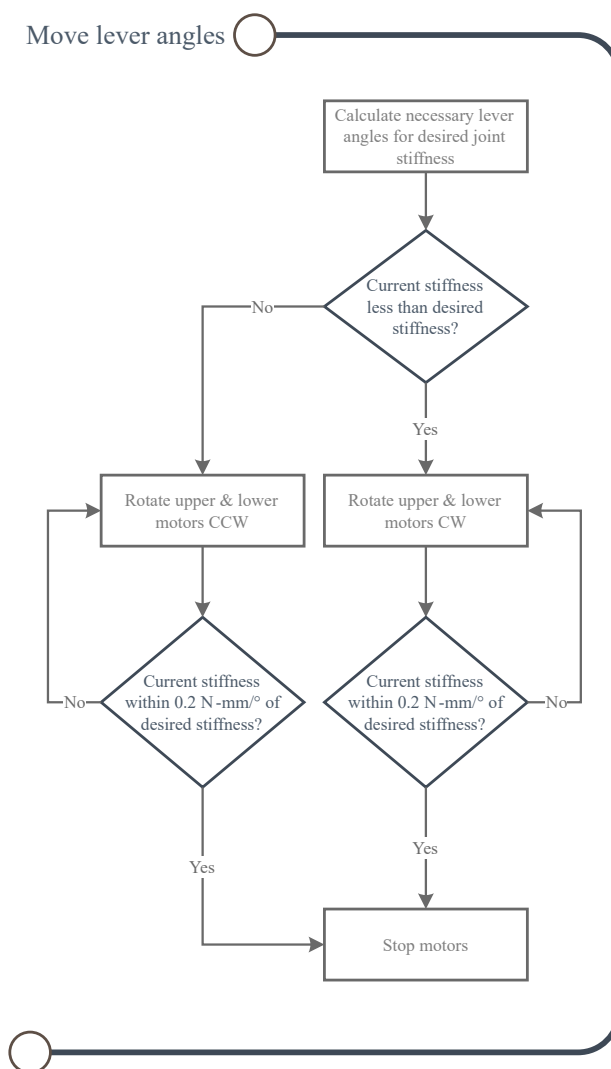 Move lever angles
Calculate necessary lever
angles for desired joint
stiffness
Current stiffness
less than desired
stiffness?
No
Yes
Rotate upper & lower
motors CCW
Rotate upper & lower
motors CW
Current stiffness
within 0.2 N-mm/° of
desired stiffness?
Current stiffness
within 0.2 N-mm/° of
desired stiffness?
No
No
Yes
Yes
Stop motors